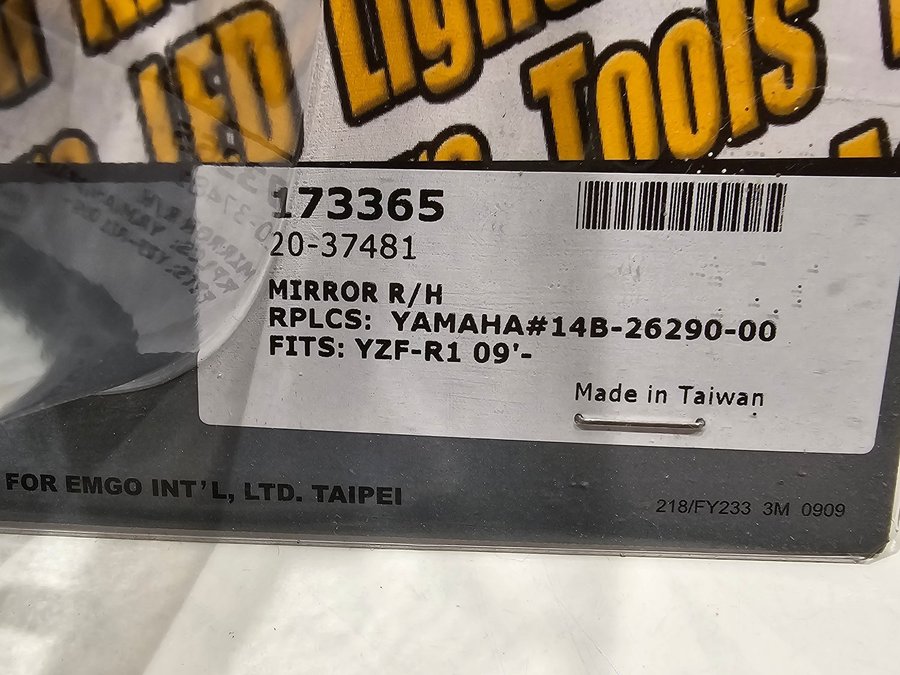 LED
Light
Tools
173365
20-37481
MIRROR R/H
RPLCS: YAMAHA#14B-26290-00
FITS: YZF-R1 09'-
Made in Taiwan
FOR EMGO INT'L, LTD. TAIPEI
218/FY233 3M 0909